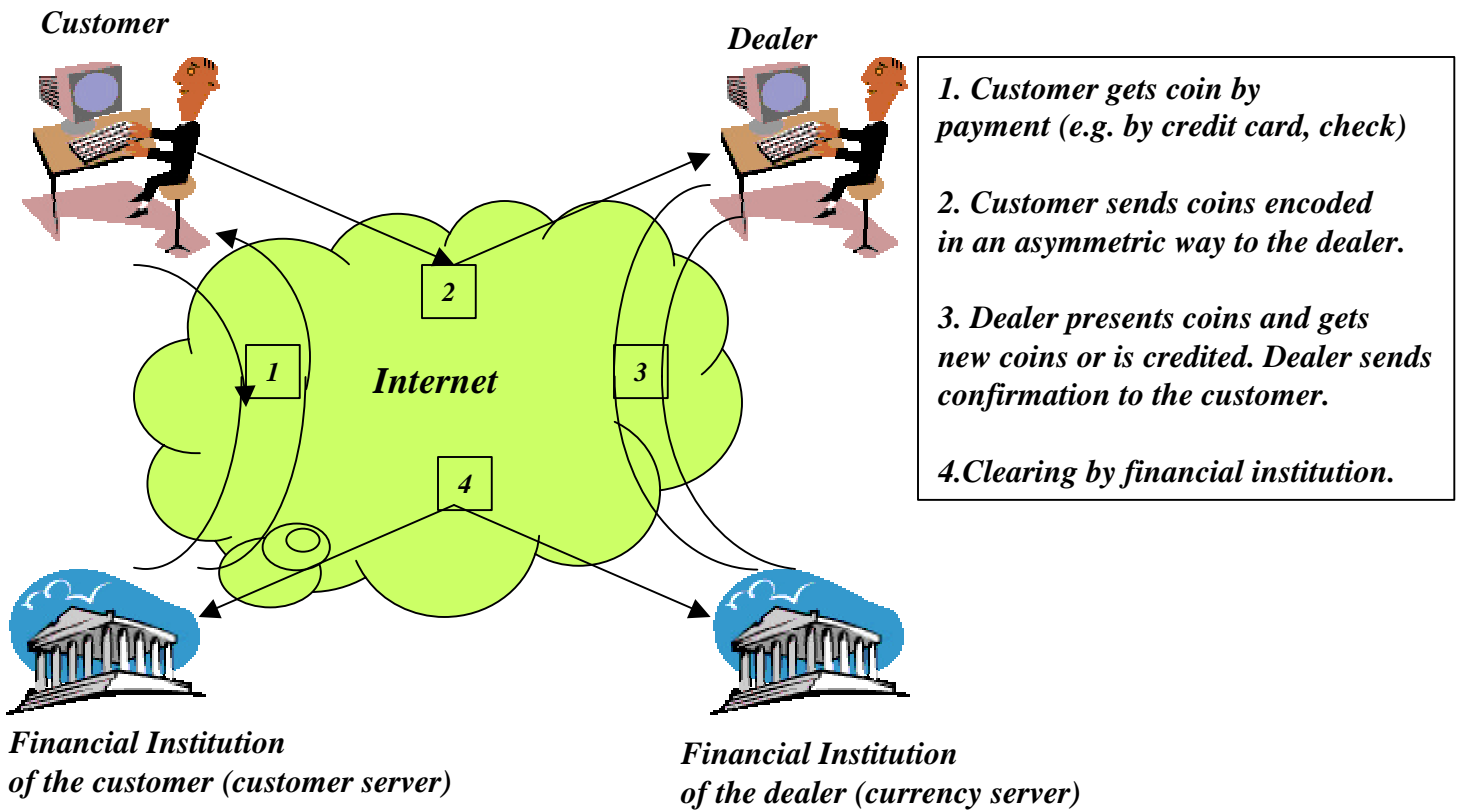 Customer
Dealer
1. Customer gets coin by
payment (e.g. by credit card, check)
2. Customer sends coins encoded
in an asymmetric way to the dealer.
3. Dealer presents coins and gets
new coins or is credited. Dealer sends
confirmation to the customer.
4.Clearing by financial institution.
2
1
Internet
3
4
Financial Institution
of the customer (customer server)
Financial Institution
of the dealer (currency server)